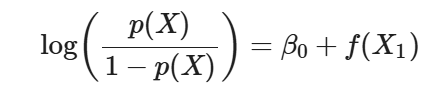 log(p(X) / (1 − p(X))) = β₀ + f(X₁)